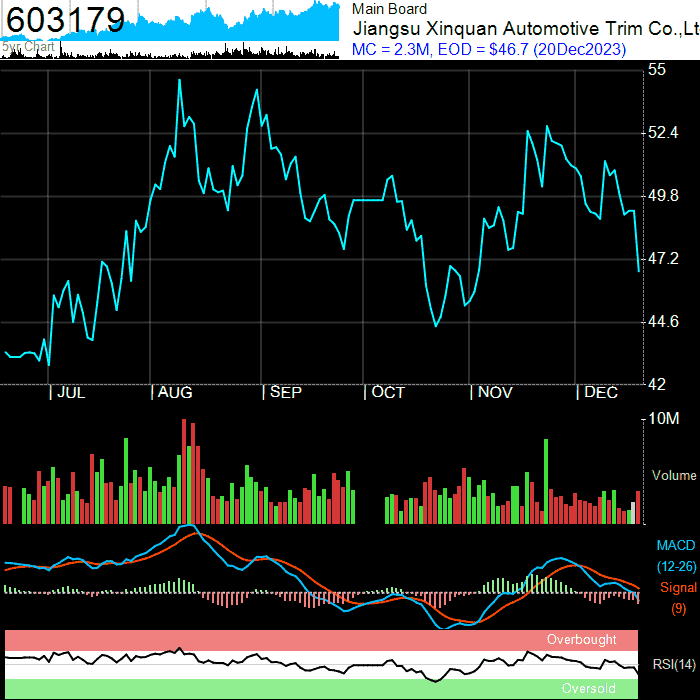 603179
5yr Chart
Main Board
Jiangsu Xinquan Automotive Trim Co.,Lt
MC = 2.3M, EOD = $46.7 (20Dec2023)
55
52.4
49.8
47.2
44.6
42
JUL
AUG
SEP
OCT
NOV
DEC
10M
Volume
MACD
(12-26)
Signal
(9)
Overbought
RSI(14)
Oversold